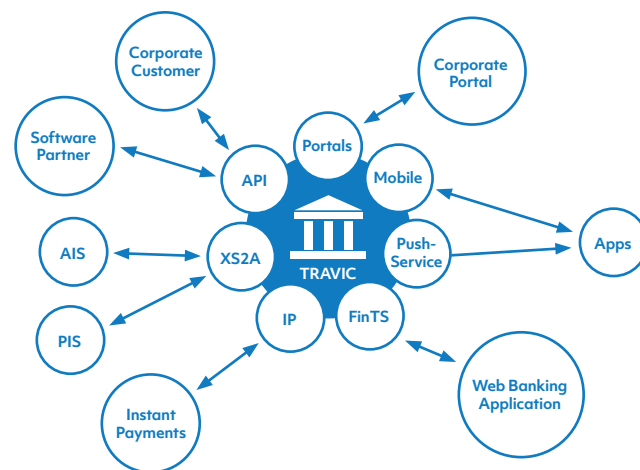 Corporate
Customer
Corporate
Portal
Software
Partner
Portals
API
Mobile
AIS
XS2A
Push-
Service
Apps
TRAVIC
PIS
IP
FinTS
Instant
Payments
Web Banking
Application